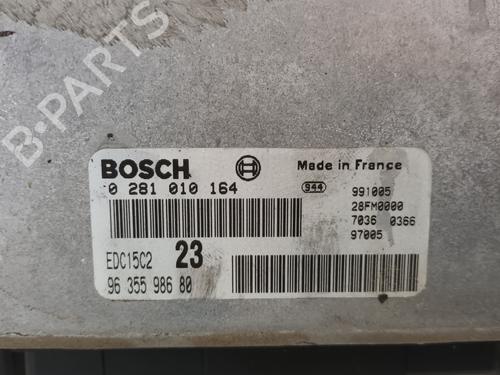 B-PARTS
BOSCH Made in France
0 281 010 164 944 991005
28FM0000
7036 0366
97005
EDC15C2 23
96 355 986 80